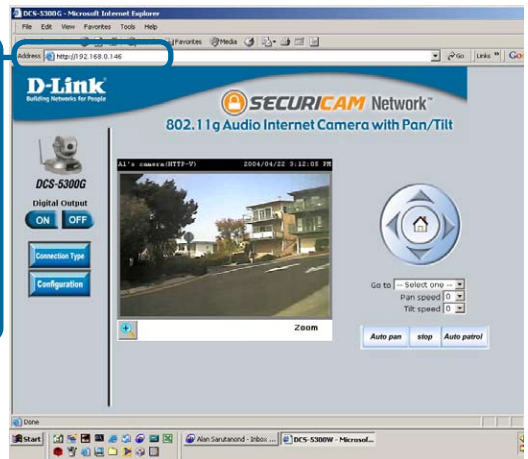 DCS-5300G - Microsoft Internet Explorer
File Edit View Favorites Tools Help
Favorites Media
Address http://192.168.0.146 Go Links
D-Link
Building Networks for People
SECURICAM Network™
802.11g Audio Internet Camera with Pan/Tilt
DCS-5300G
Digital Output
ON OFF
Connection Type
Configuration
Al's camera(HTTP-V) 2004/04/22 3:12:05 PM
Zoom
Go to -- Select one --
Pan speed 0
Tilt speed 0
Auto pan stop Auto patrol
Done
Start Alan Sarutanond - Inbox ... DCS-5300W - Microsof...